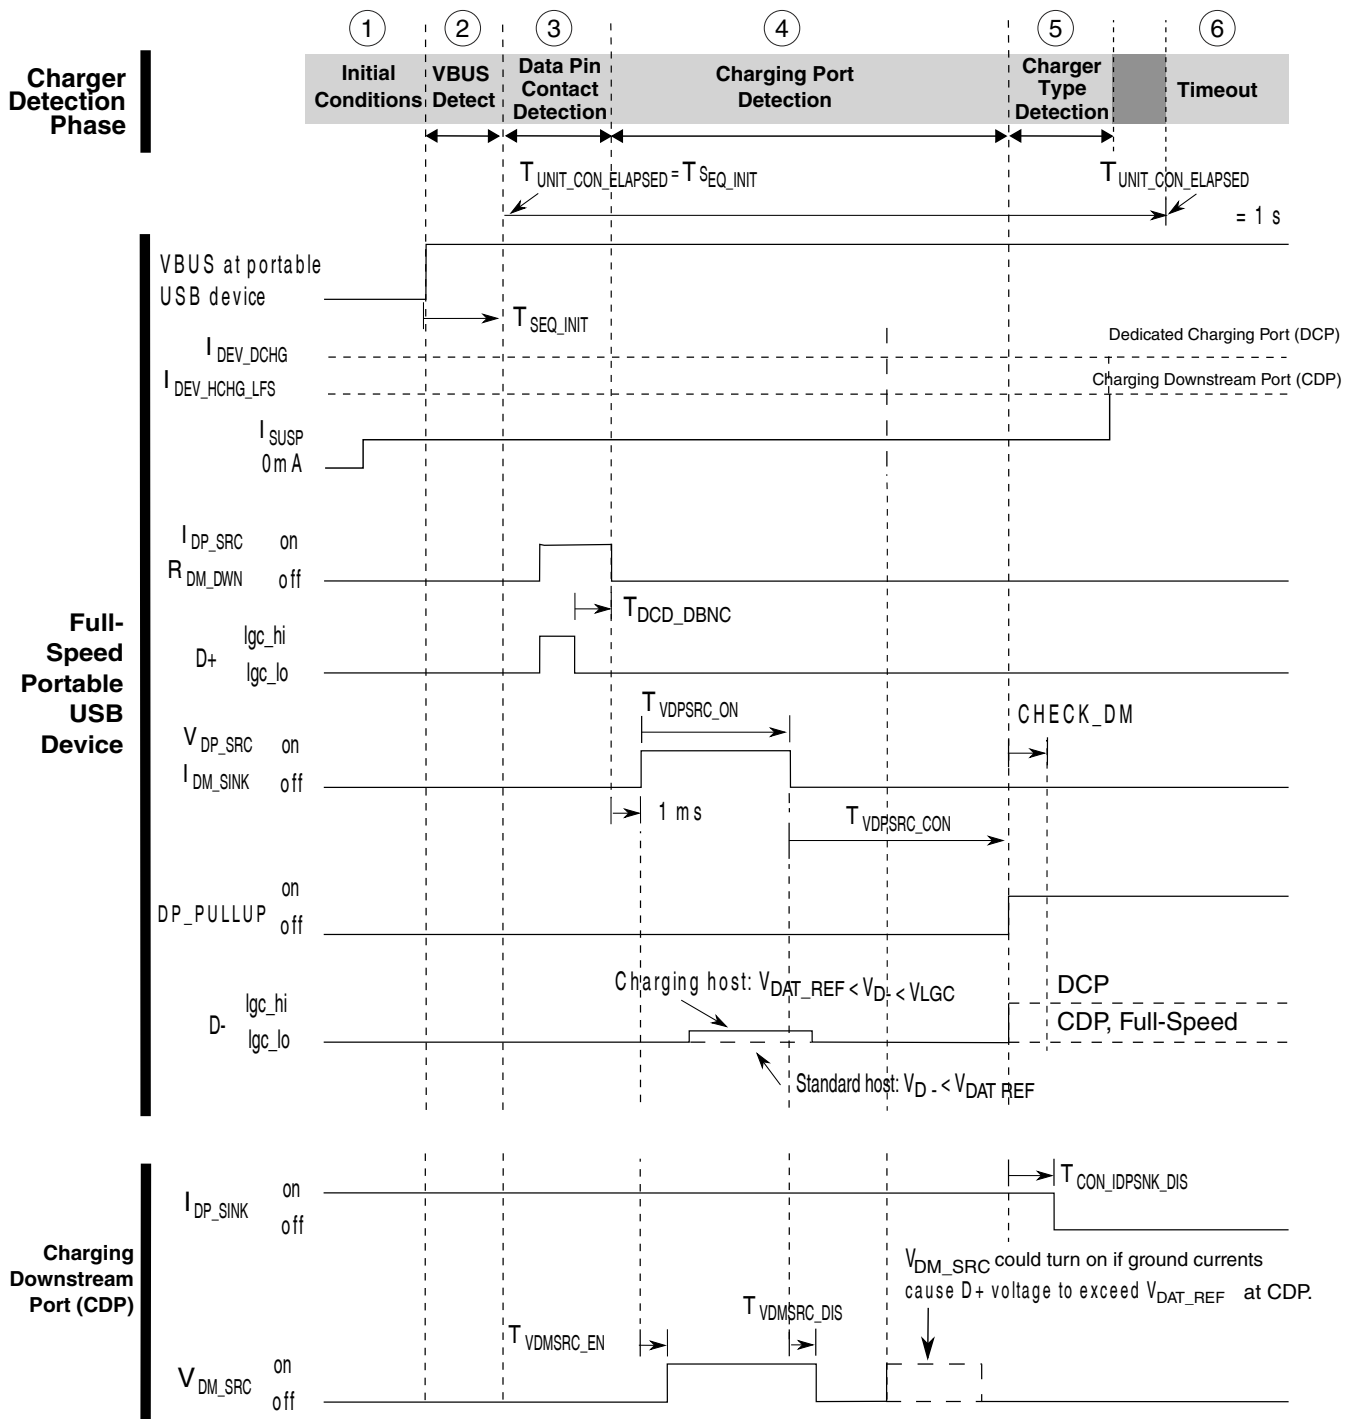 1 2 3 4 5 6
Charger
Detection
Phase
Initial
Conditions
VBUS
Detect
Data Pin
Contact
Detection
Charging Port
Detection
Charger
Type
Detection
Timeout
T UNIT_CON_ELAPSED = T SEQ_INIT
T UNIT_CON_ELAPSED
= 1 s
VBUS at portable
USB device
T SEQ_INIT
I DEV_DCHG
Dedicated Charging Port (DCP)
I DEV_HCHG_LFS
Charging Downstream Port (CDP)
I SUSP
0mA
I DP_SRC on
R DM_DWN off
T DCD_DBNC
Full-
Speed
Portable
USB
Device
D+
lgc_hi
lgc_lo
T VDPSRC_ON
CHECK_DM
V DP_SRC on
I DM_SINK off
1 ms
T VDPSRC_CON
DP_PULLUP
on
off
Charging host: V DAT_REF < V D- < V LGC
D-
lgc_hi
lgc_lo
DCP
CDP, Full-Speed
Standard host: V D - < V DAT REF
Charging
Downstream
Port (CDP)
I DP_SINK
on
off
T CON_IDPSNK_DIS
V DM_SRC could turn on if ground currents
cause D+ voltage to exceed V DAT_REF at CDP.
T VDMSRC_EN
T VDMSRC_DIS
V DM_SRC
on
off